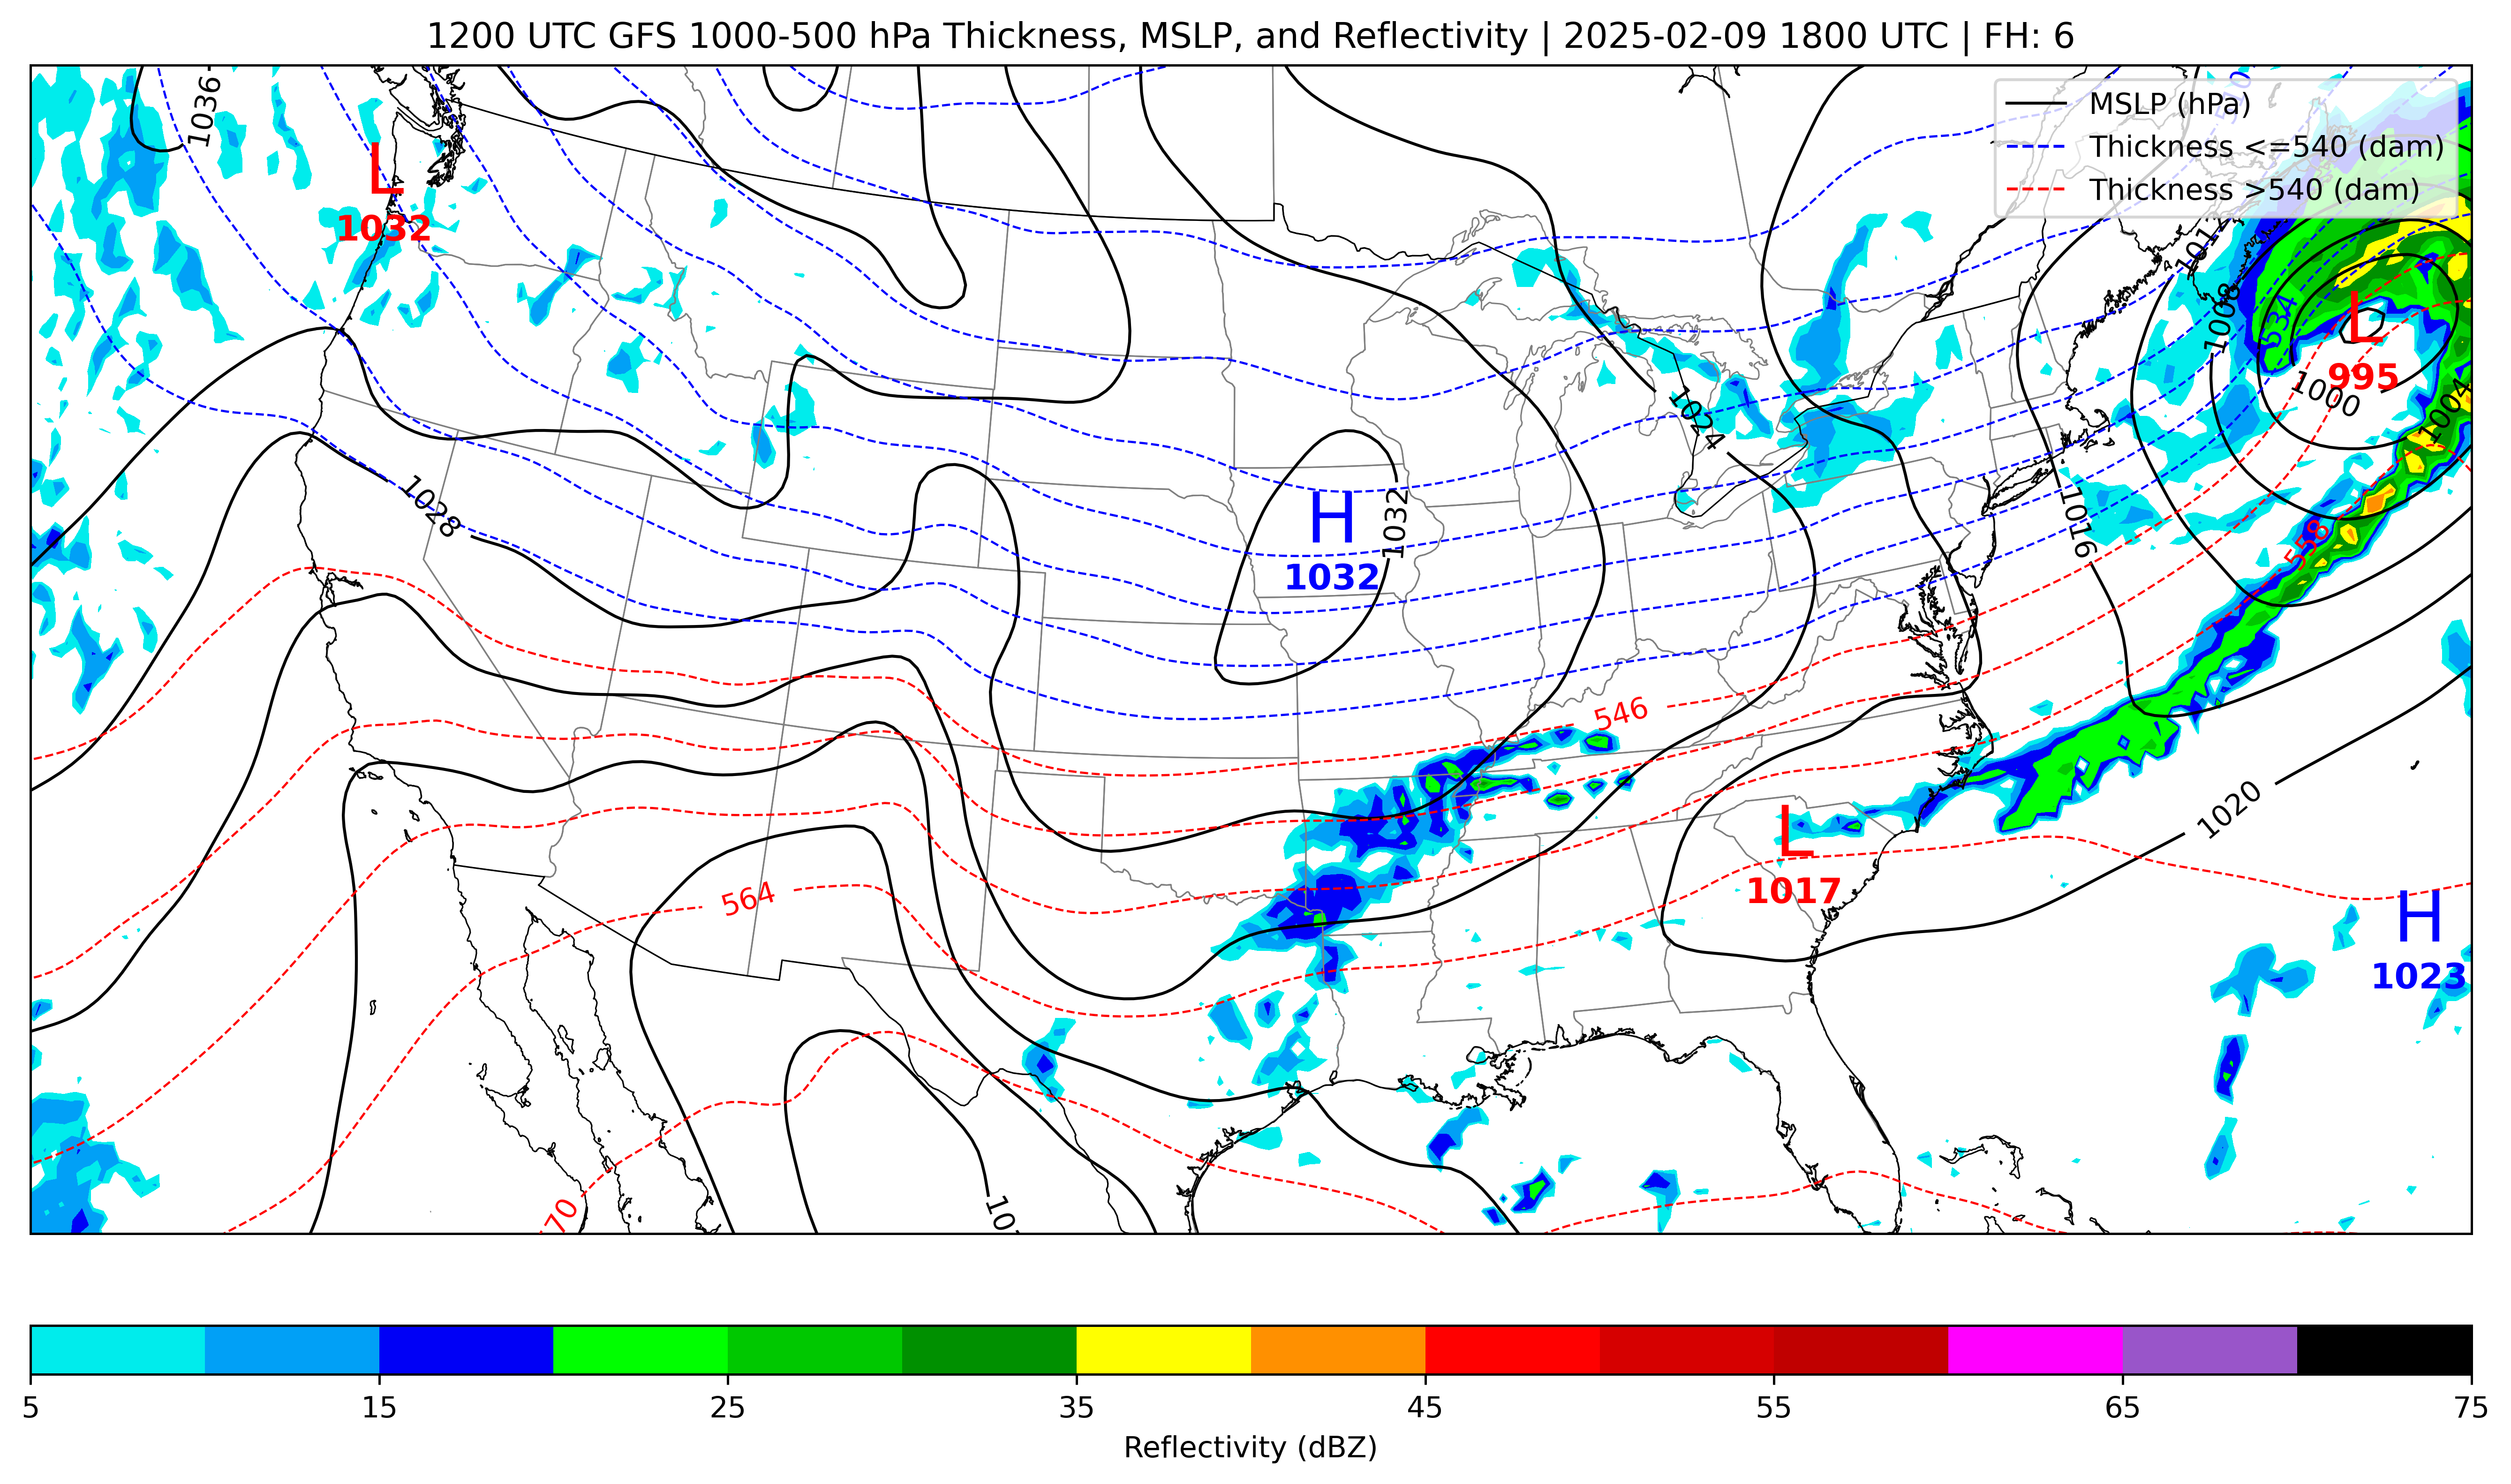 1200 UTC GFS 1000-500 hPa Thickness, MSLP, and Reflectivity | 2025-02-09 1800 UTC | FH: 6
MSLP (hPa)
Thickness <=540 (dam)
Thickness >540 (dam)
1036
L
1032
1012
1008
534
L
995
1000
1004
1024
1028
H
1032
1032
1016
558
546
1020
L
1017
564
H
1023
70
10
5
15
25
35
45
55
65
75
Reflectivity (dBZ)